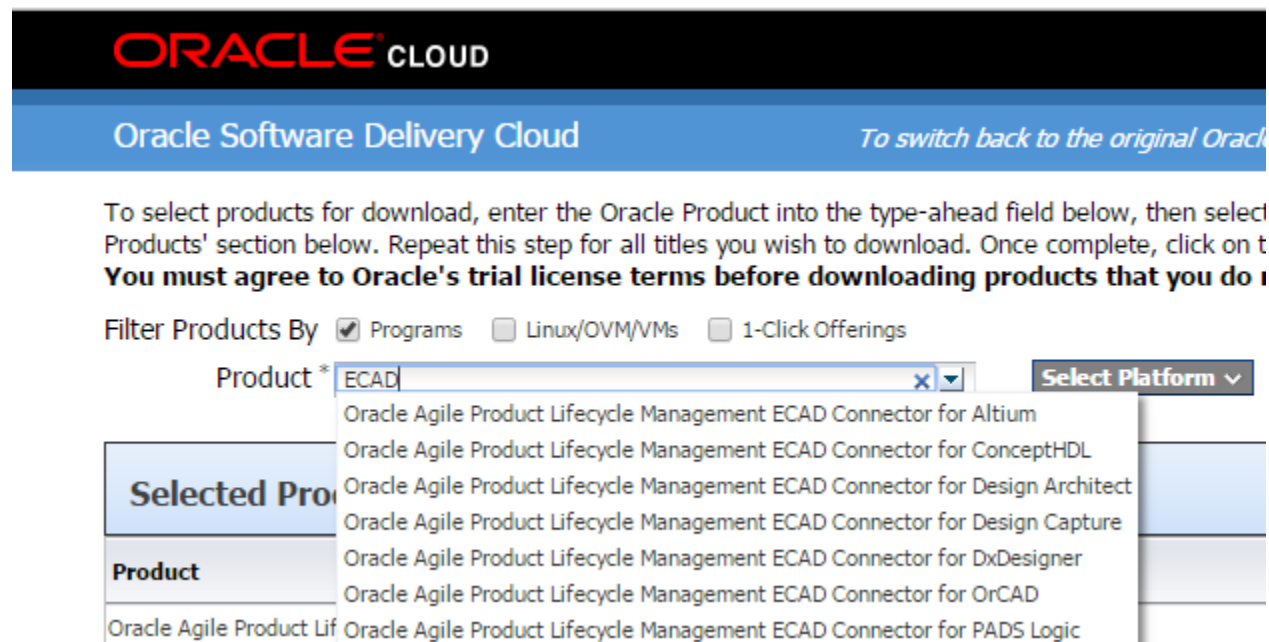 ORACLE CLOUD
Oracle Software Delivery Cloud To switch back to the original Oracle
To select products for download, enter the Oracle Product into the type-ahead field below, then select
Products' section below. Repeat this step for all titles you wish to download. Once complete, click on
You must agree to Oracle's trial license terms before downloading products that you do
Filter Products By Programs Linux/OVM/VMs 1-Click Offerings
Product * ECAD Select Platform
Oracle Agile Product Lifecycle Management ECAD Connector for Altium
Oracle Agile Product Lifecycle Management ECAD Connector for ConceptHDL
Selected Pro
Oracle Agile Product Lifecycle Management ECAD Connector for Design Architect
Oracle Agile Product Lifecycle Management ECAD Connector for Design Capture
Product
Oracle Agile Product Lifecycle Management ECAD Connector for DxDesigner
Oracle Agile Product Lifecycle Management ECAD Connector for OrCAD
Oracle Agile Product Lif
Oracle Agile Product Lifecycle Management ECAD Connector for PADS Logic